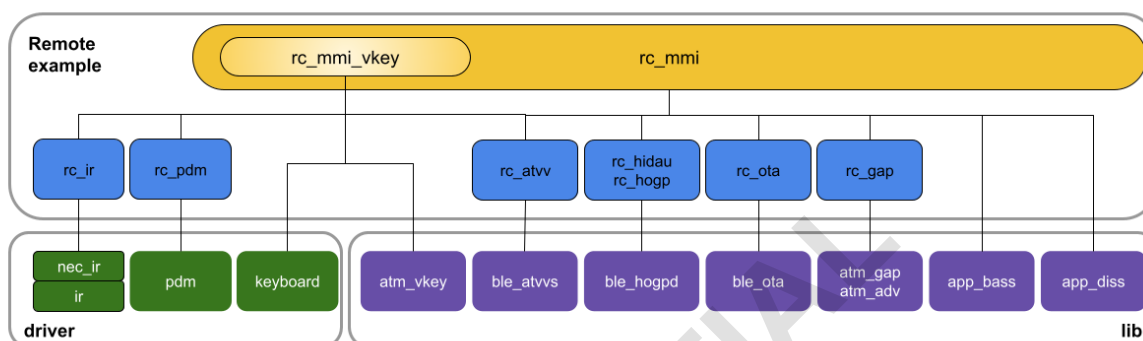 Remote
example
rc_mmi_vkey
rc_mmi
rc_ir
rc_pdm
rc_atvv
rc_hidau
rc_hogp
rc_ota
rc_gap
nec_ir
ir
pdm
keyboard
atm_vkey
ble_atvvs
ble_hogpd
ble_ota
atm_gap
atm_adv
app_bass
app_diss
driver
lib
TIAL